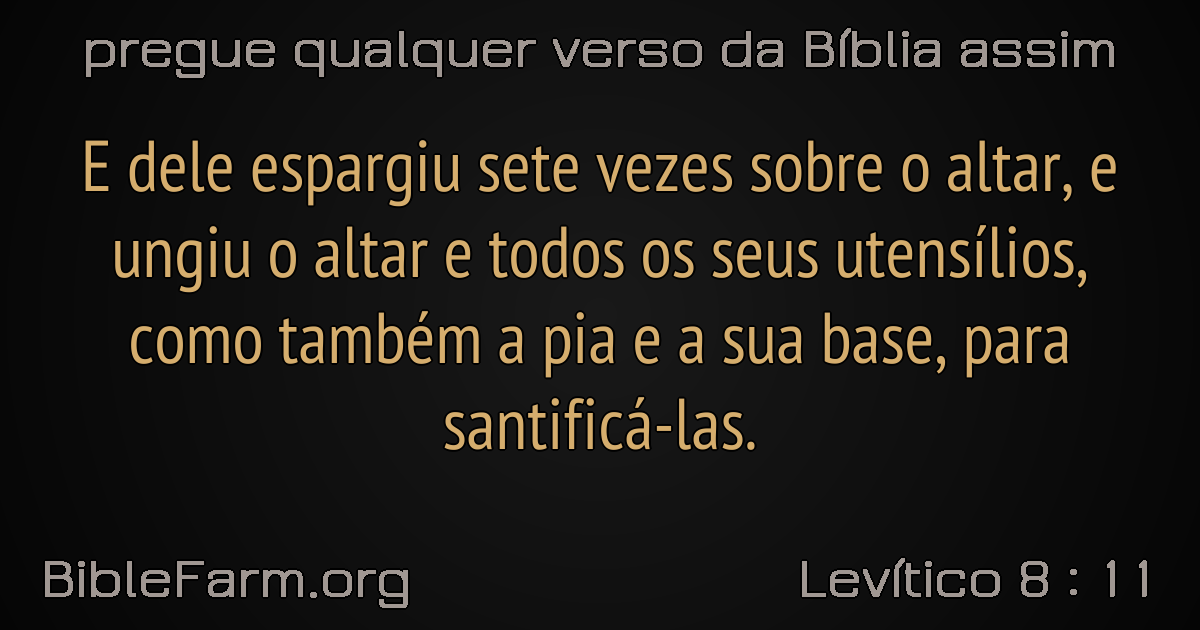 pregue qualquer verso da Bíblia assim
E dele espargiu sete vezes sobre o altar, e
ungiu o altar e todos os seus utensílios,
como também a pia e a sua base, para
santificá-las.
BibleFarm.org
Levítico 8 : 11